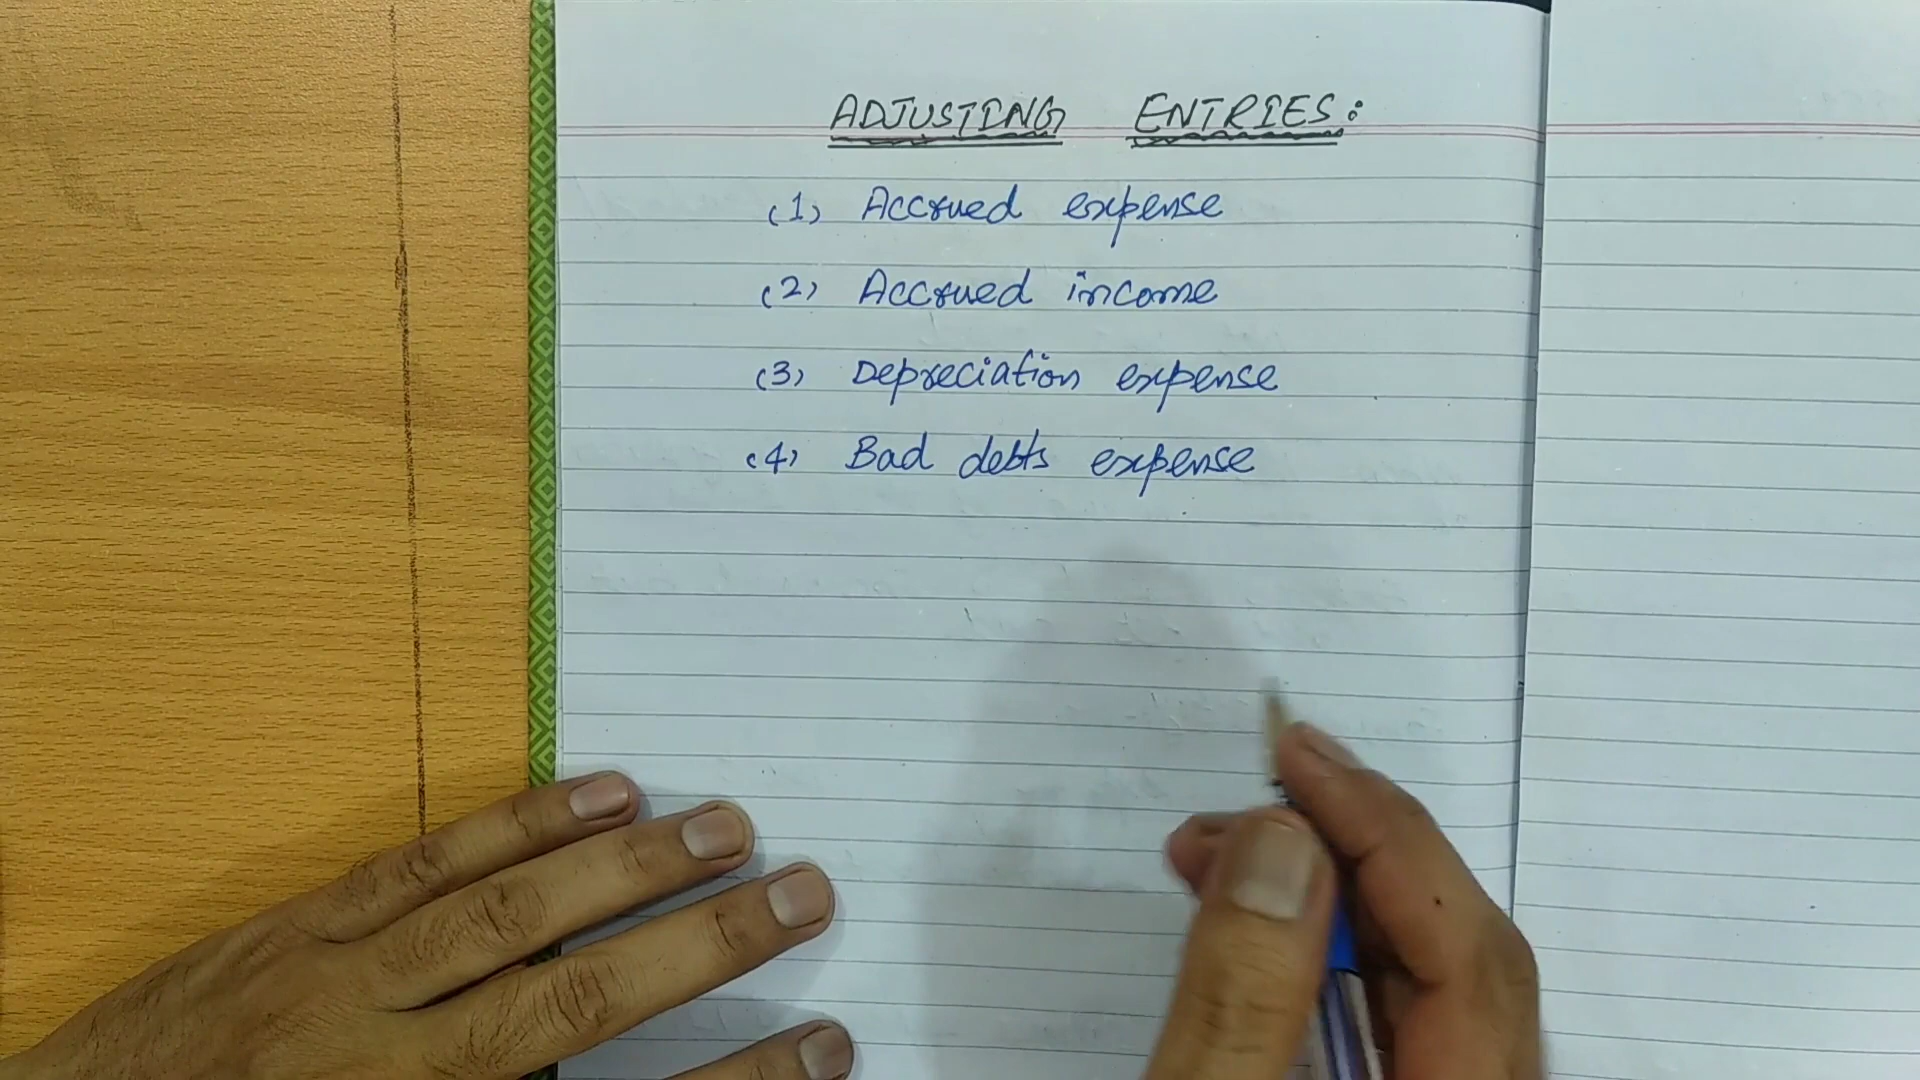 ADJUSTING ENTRIES:
(1) Accrued expense
(2) Accrued income
(3) Depreciation expense
(4) Bad debts expense